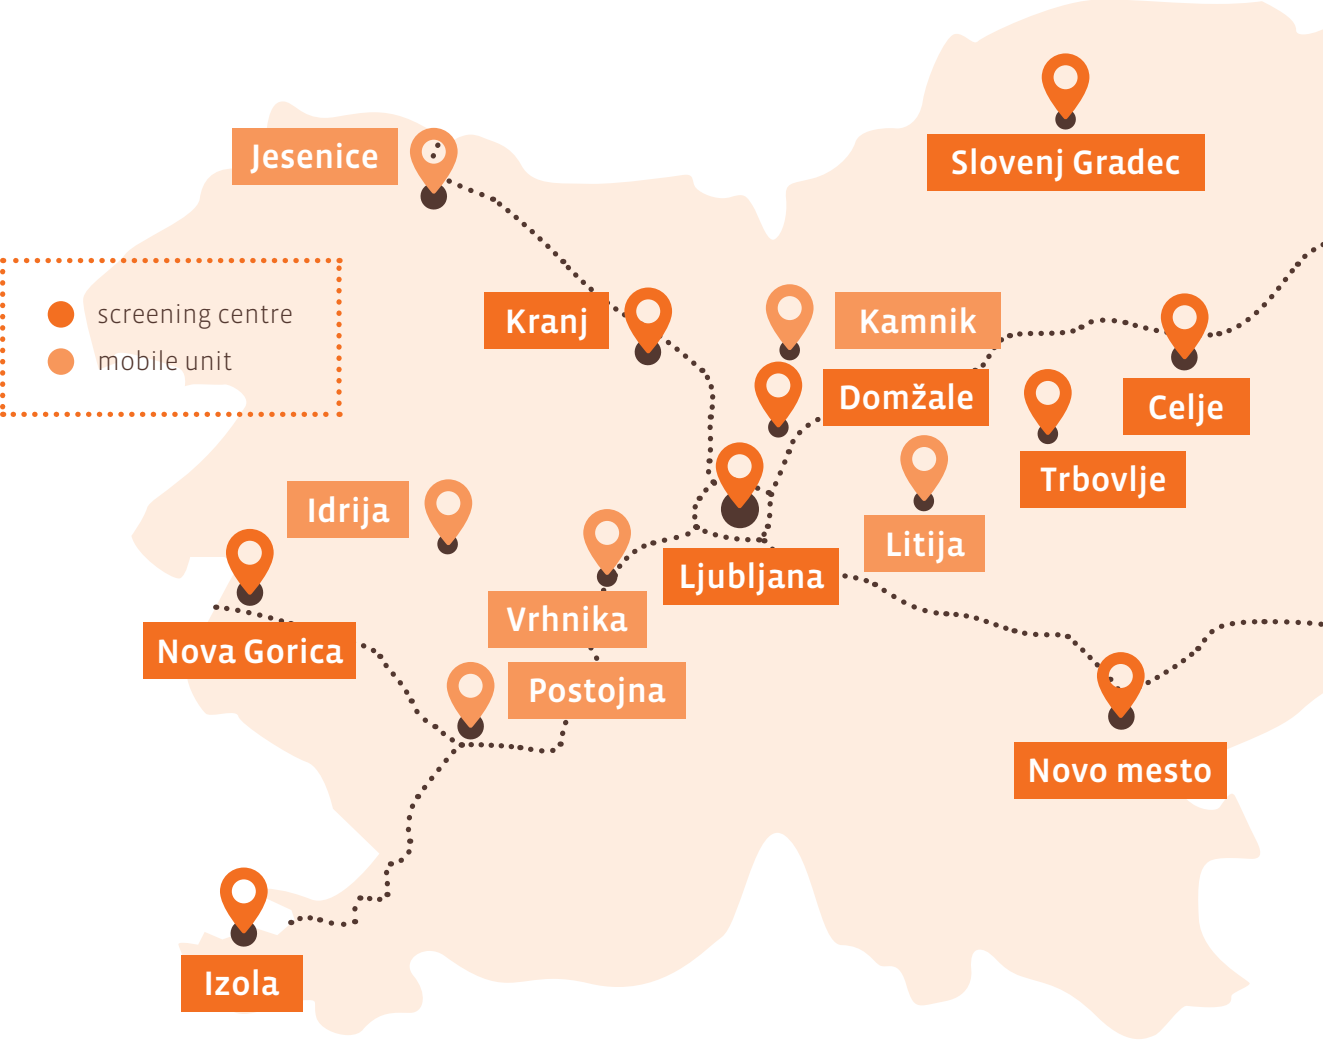 Slovenj Gradec
Jesenice
screening centre
mobile unit
Kranj
Kamnik
Domžale
Celje
Trbovlje
Idrija
Litija
Ljubljana
Vrhnika
Nova Gorica
Postojna
Novo mesto
Izola